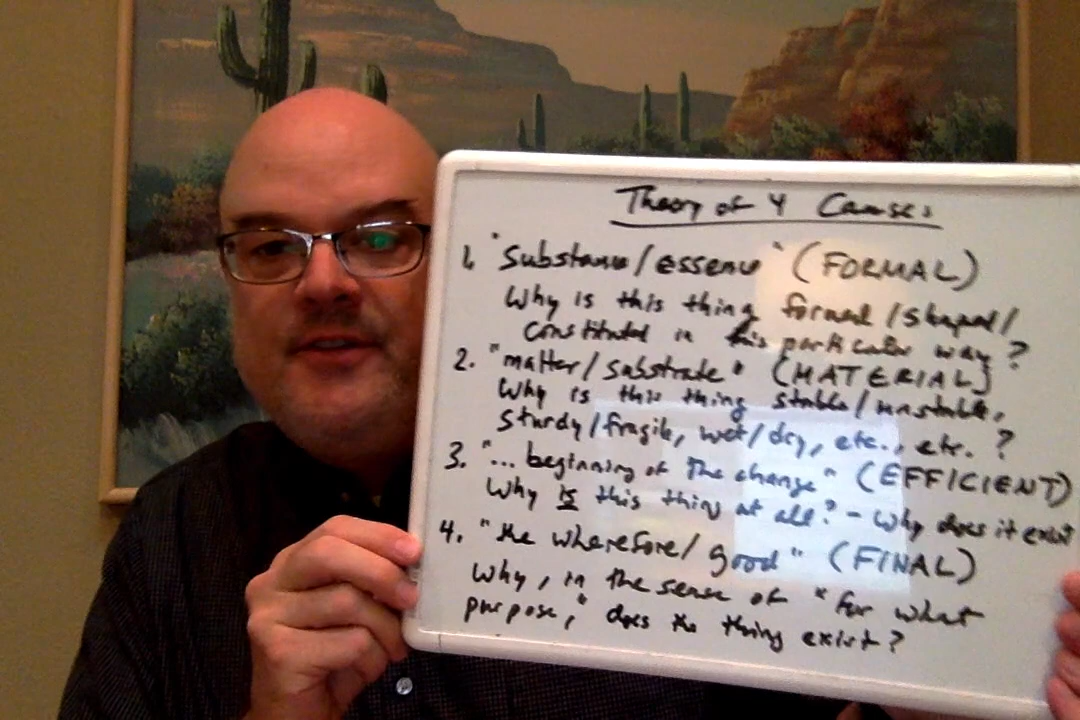 Theory of 4 Causes
1. "Substance/essence" (FORMAL)
Why is this thing formed/shaped/
constituted in this particular way?
2. "matter/substrate" (MATERIAL)
Why is this thing stable/unstable,
sturdy/fragile, wet/dry, etc., etc.?
3. "... beginning of the change" (EFFICIENT)
Why is this thing at all? - Why does it exist
4. "the wherefore/good" (FINAL)
Why, in the sense of "for what
purpose," does the thing exist?